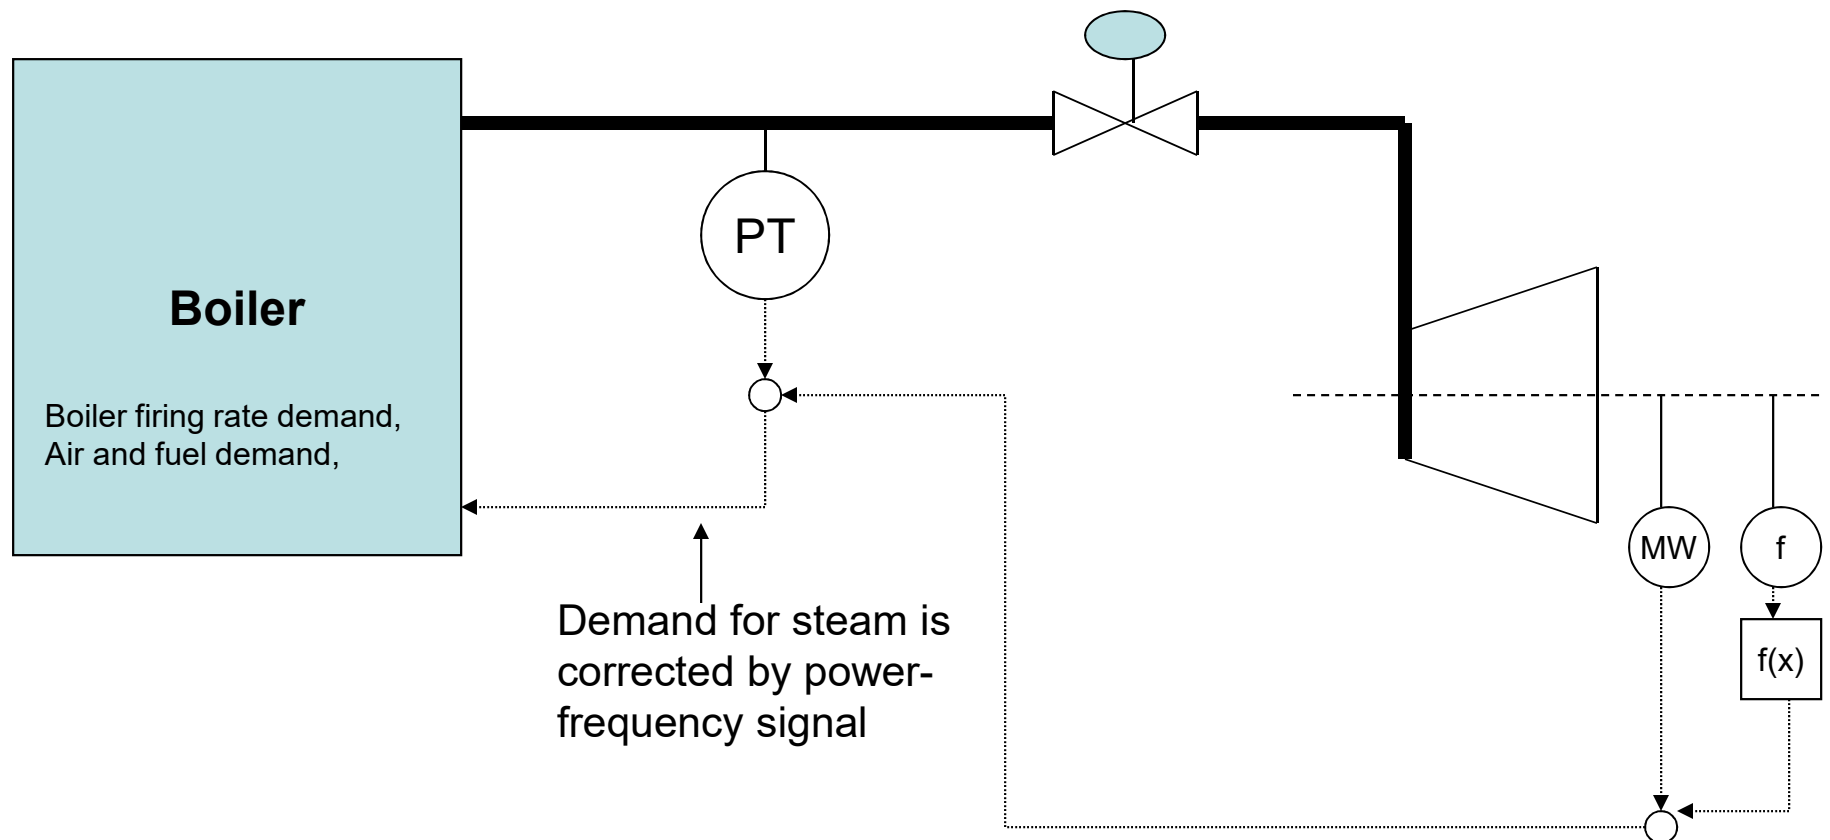 PT
Boiler
Boiler firing rate demand,
Air and fuel demand,
MW
f
f(x)
Demand for steam is
corrected by power-
frequency signal